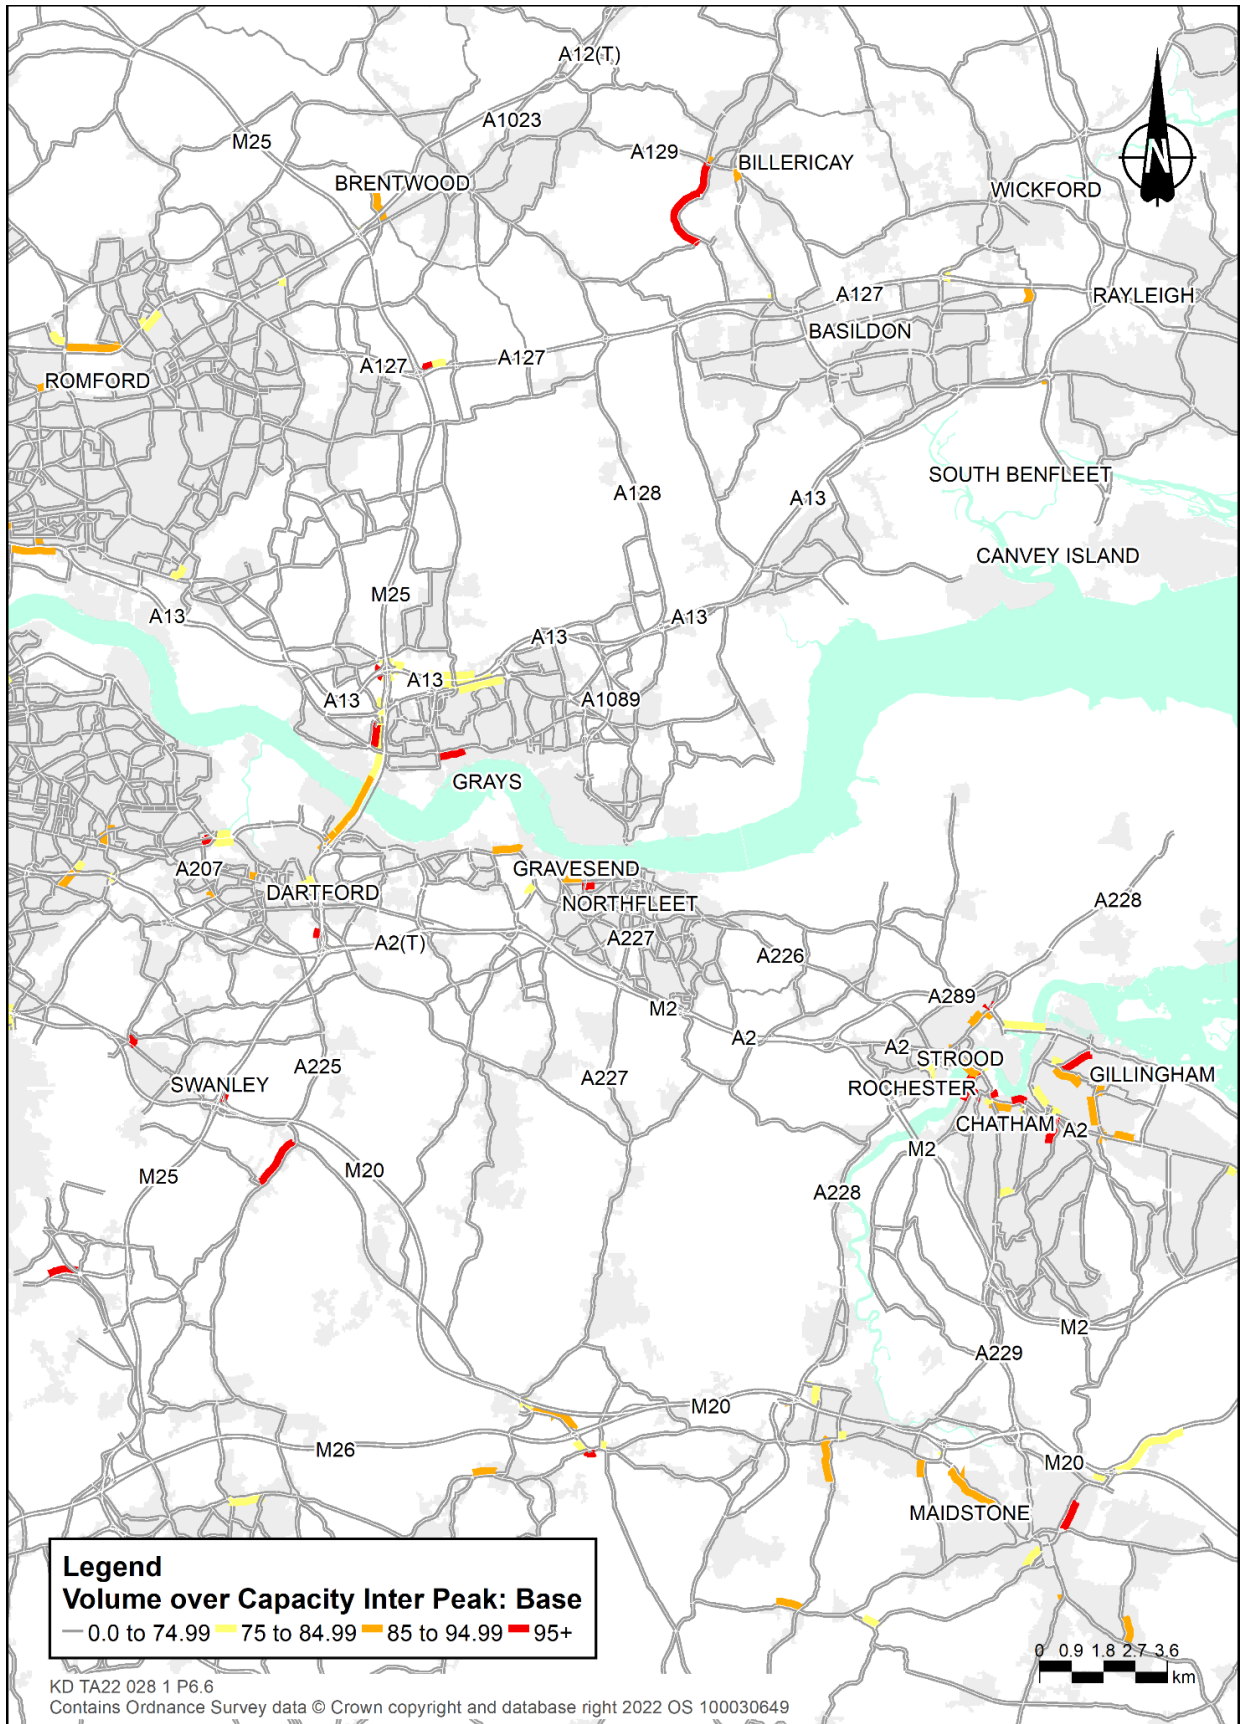 A12(T)
A1023
M25
A129
BILLERICAY
N
BRENTWOOD
WICKFORD
A127
RAYLEIGH
BASILDON
A127
A127
ROMFORD
SOUTH BENFLEET
A128
A13
CANVEY ISLAND
M25
A13
A13
A13
A13
A13
A1089
GRAYS
A207
GRAVESEND
DARTFORD
NORTHFLEET
A228
A227
A2(T)
A226
A289
M2
A2
A2
STROOD
A225
A227
GILLINGHAM
SWANLEY
ROCHESTER
CHATHAM
A2
M2
M20
M25
A228
M2
A229
M20
M26
M20
MAIDSTONE
Legend
Volume over Capacity Inter Peak: Base
0.0 to 74.99 75 to 84.99 85 to 94.99 95+
0 0.9 1.8 2.7 3.6
km
KD TA22 028 1 P6.6
Contains Ordnance Survey data © Crown copyright and database right 2022 OS 100030649